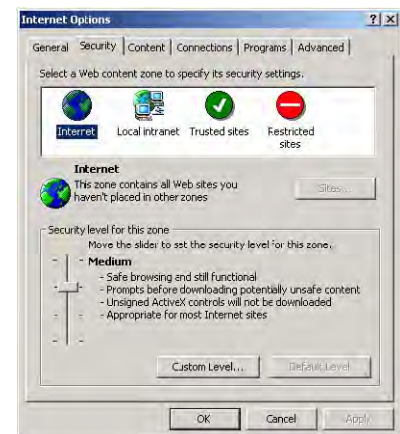 Internet Options
? X
General Security Content Connections Programs Advanced
Select a Web content zone to specify its security settings.
Internet Local intranet Trusted sites Restricted sites
Internet
This zone contains all Web sites you
haven't placed in other zones
Sites...
Security level for this zone
Move the slider to set the security level for this zone.
Medium
- Safe browsing and still functional
- Prompts before downloading potentially unsafe content
- Unsigned ActiveX controls will not be downloaded
- Appropriate for most Internet sites
Custom Level... Default Level
OK Cancel Apply